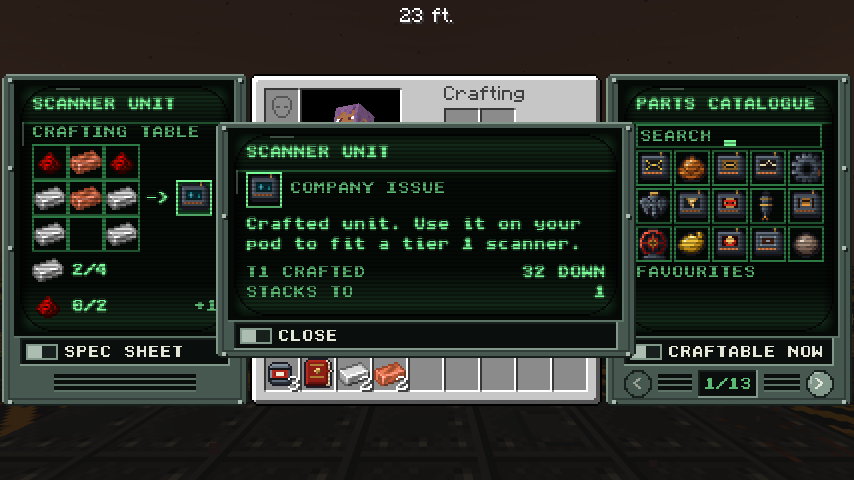 23 ft.
SCANNER UNIT
CRAFTING TABLE
2/4
0/2
+1
SPEC SHEET
Crafting
SCANNER UNIT
COMPANY ISSUE
Crafted unit. Use it on your
pod to fit a tier 1 scanner.
T1 CRAFTED
32 DOWN
STACKS TO
1
CLOSE
3
2
2
PARTS CATALOGUE
SEARCH
FAVOURITES
CRAFTABLE NOW
1/13